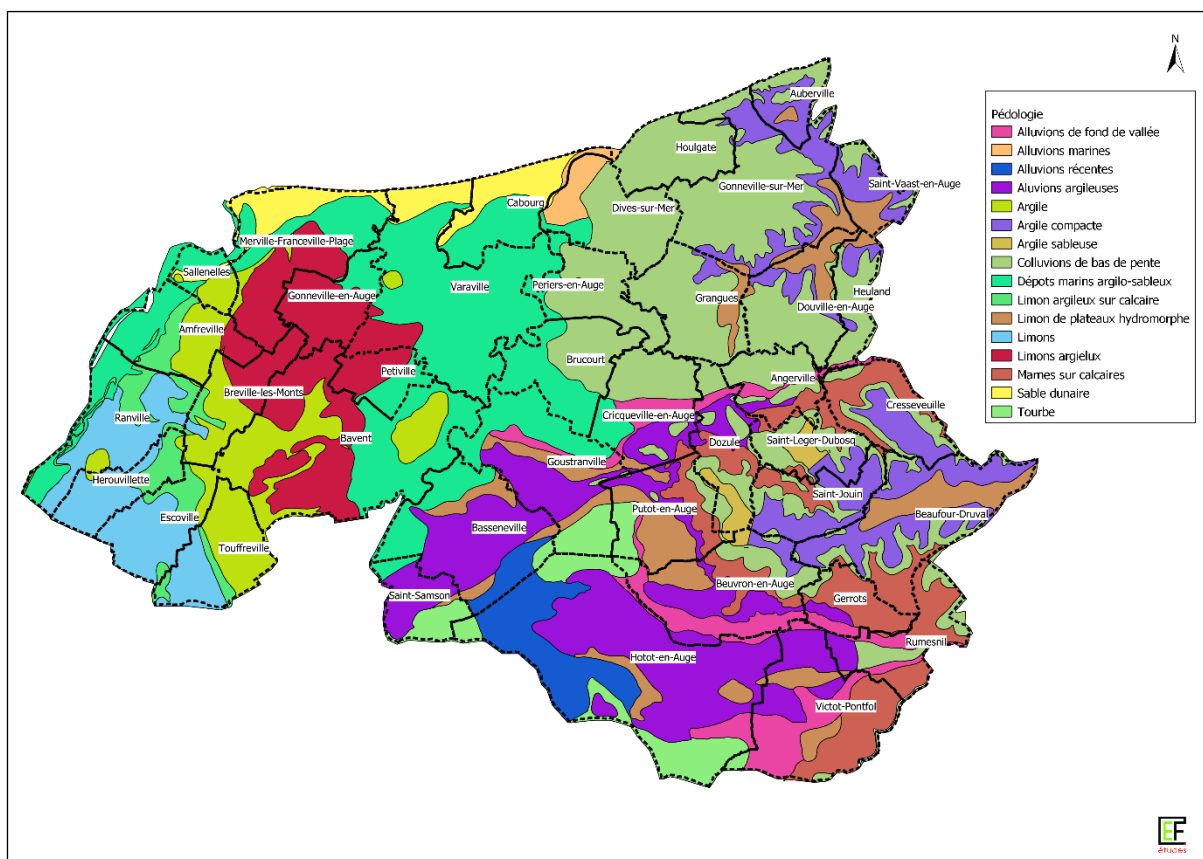 N
Auberville
Houlgate
Gonneville-sur-Mer
Saint-Vaast-en-Auge
Cabourg
Dives-sur-Mer
Merville-Franceville-Plage
Sallenelles
Varaville
Periers-en-Auge
Heuland
Gonneville-en-Auge
Grangues
Douville-en-Auge
Amfreville
Brucourt
Petiville
Angerville
Breville-les-Monts
Cresseveuille
Ranville
Cricqueville-en-Auge
Bavent
Dozule
Saint-Leger-Dubosq
Goustranville
Herouvillette
Saint-Jouin
Putot-en-Auge
Escoville
Beaufour-Druval
Basseneville
Touffreville
Beuvron-en-Auge
Saint-Samson
Gerrots
Rumesnil
Hotot-en-Auge
Victot-Pontfol
Pédologie
Alluvions de fond de vallée
Alluvions marines
Alluvions récentes
Aluvions argileuses
Argile
Argile compacte
Argile sableuse
Colluvions de bas de pente
Dépots marins argilo-sableux
Limon argileux sur calcaire
Limon de plateaux hydromorphe
Limons
Limons argielux
Marnes sur calcaires
Sable dunaire
Tourbe
CEF
études